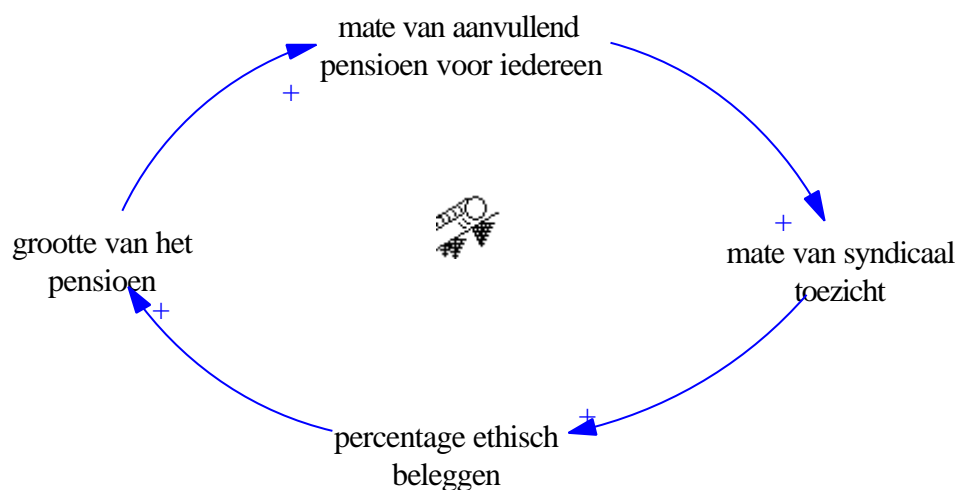 mate van aanvullend
pensioen voor iedereen
+
+
grootte van het
pensioen
mate van syndicaal
toezicht
+
+
percentage ethisch
beleggen